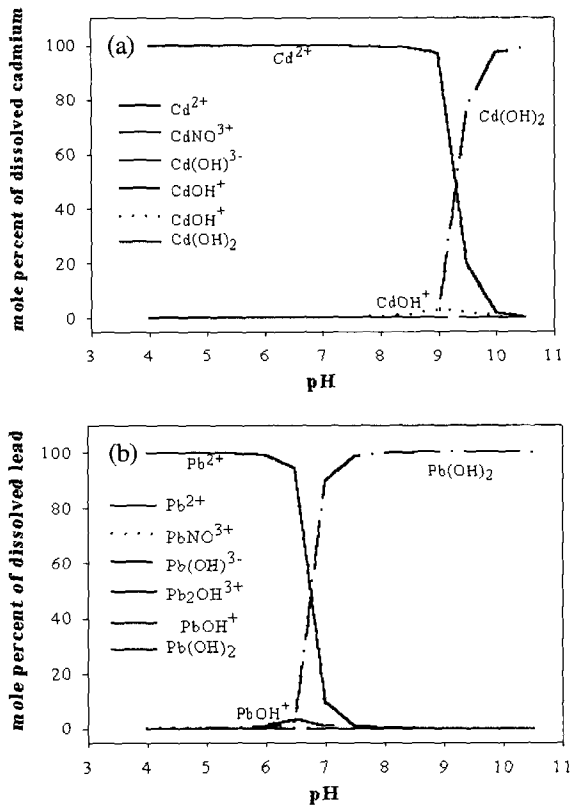 (a)
mole percent of dissolved cadmium
100
80
60
40
20
0
Cd²⁺
Cd(OH)₂
CdOH⁺
Cd²⁺
CdNO³⁺
Cd(OH)³⁻
CdOH⁺
CdOH⁺
Cd(OH)₂
3 4 5 6 7 8 9 10 11
pH
(b)
mole percent of dissolved lead
100
80
60
40
20
0
Pb²⁺
Pb(OH)₂
PbOH⁺
Pb²⁺
PbNO³⁺
Pb(OH)³⁻
Pb₂OH³⁺
PbOH⁺
Pb(OH)₂
3 4 5 6 7 8 9 10 11
pH